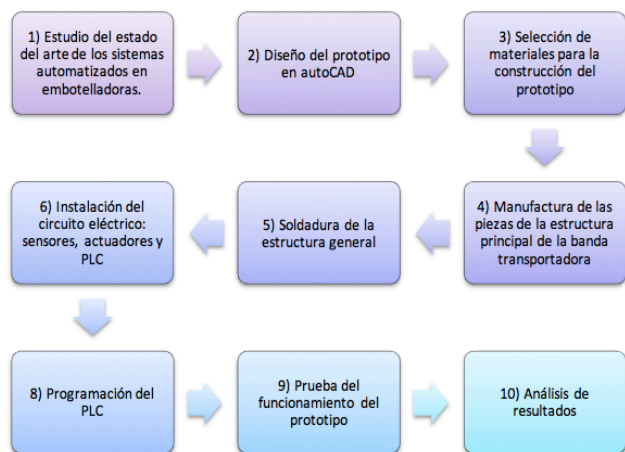 1) Estudio del estado
del arte de los sistemas
automatizados en
embotelladoras.
2) Diseño del prototipo
en autoCAD
3) Selección de
materiales para la
construcción del
prototipo
4) Manufactura de las
piezas de la estructura
principal de la banda
transportadora
5) Soldadura de la
estructura general
6) Instalación del
circuito eléctrico:
sensores, actuadores y
PLC
8) Programación del
PLC
9) Prueba del
funcionamiento del
prototipo
10) Análisis de
resultados